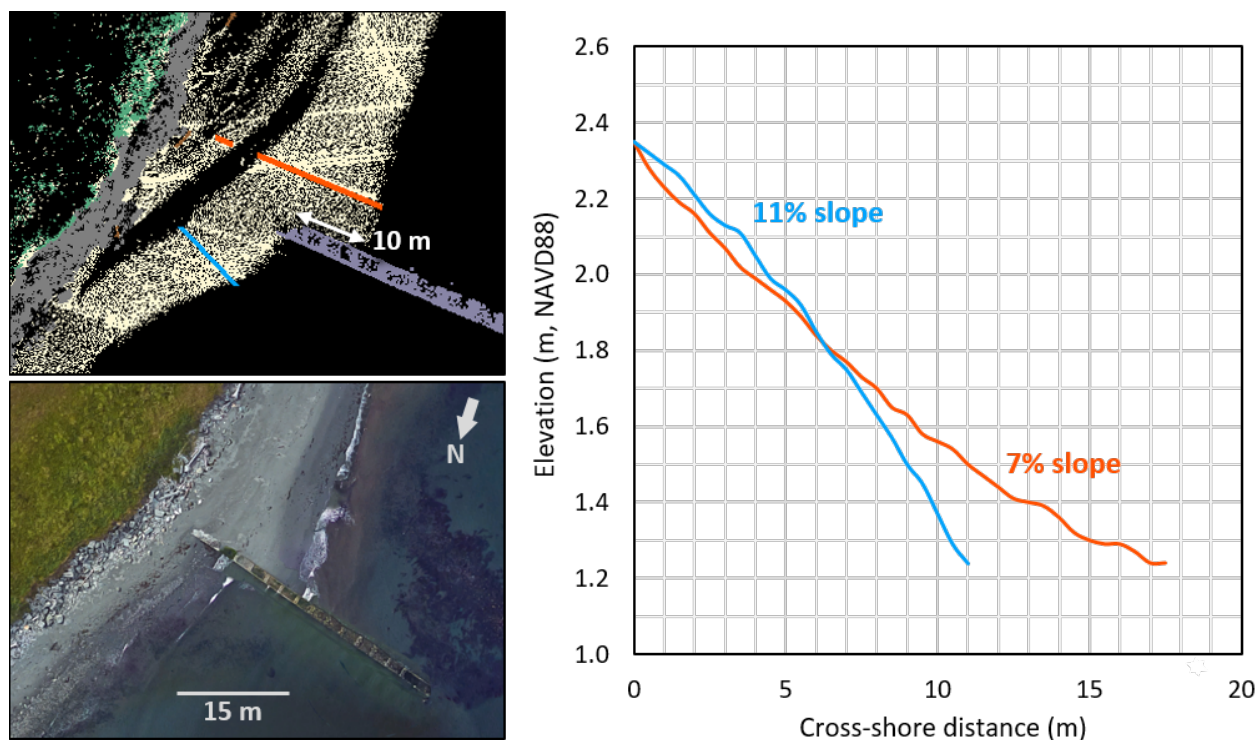 10 m
N
15 m
Elevation (m, NAVD88)
2.6
2.4
2.2
2.0
1.8
1.6
1.4
1.2
1.0
11% slope
7% slope
0
5
10
15
20
Cross-shore distance (m)